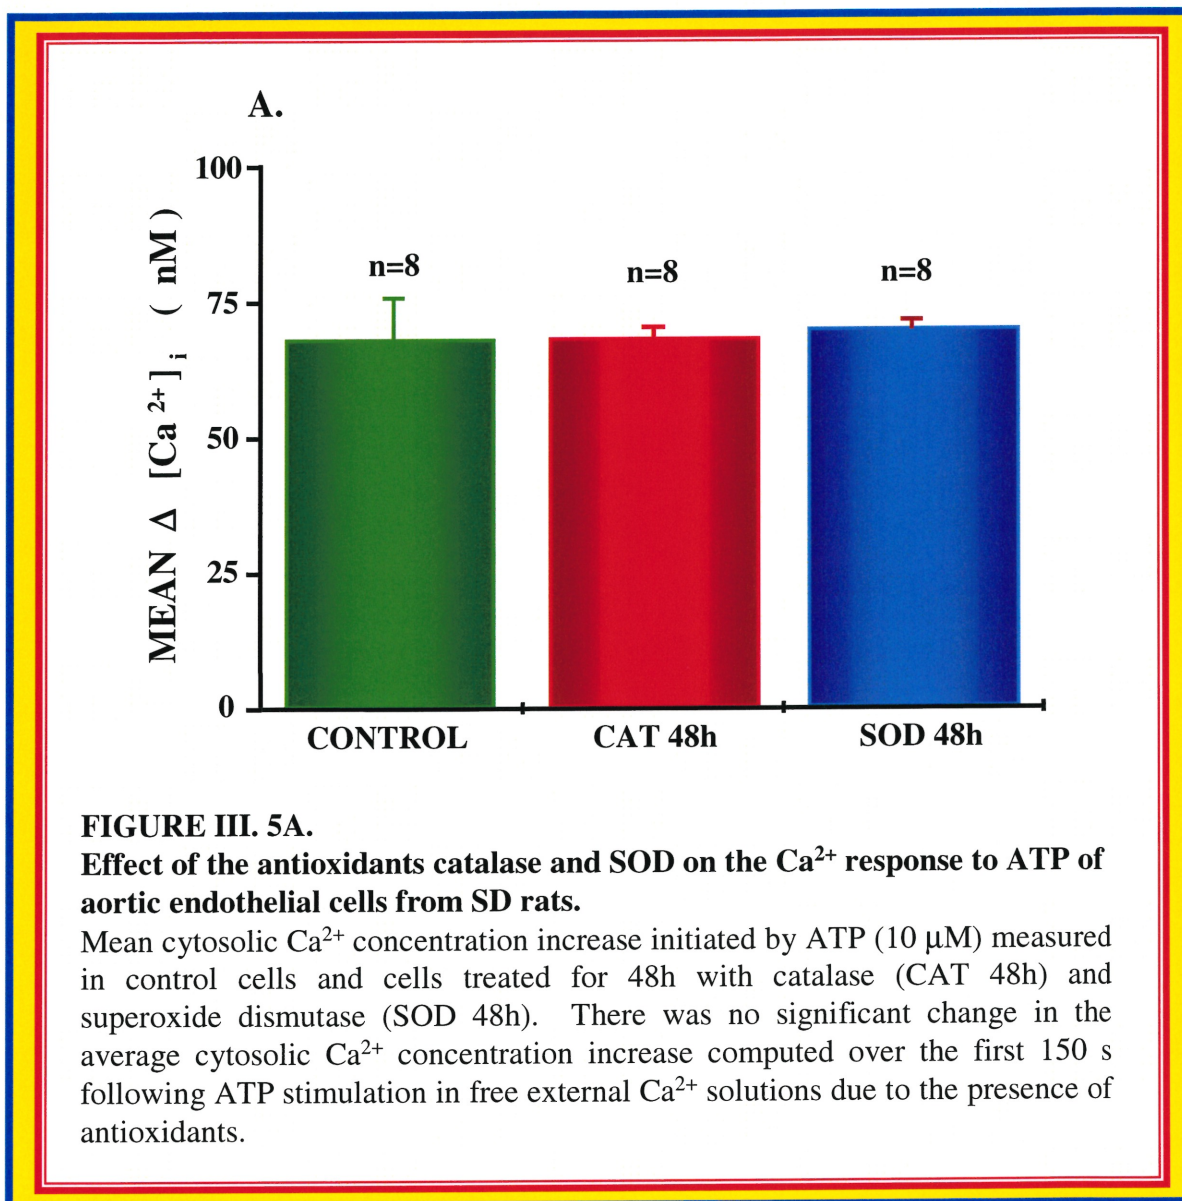 A.
100
75
50
25
0
MEAN Δ [Ca 2+] i ( nM )
n=8
n=8
n=8
CONTROL
CAT 48h
SOD 48h
FIGURE III. 5A.
Effect of the antioxidants catalase and SOD on the Ca2+ response to ATP of
aortic endothelial cells from SD rats.
Mean cytosolic Ca2+ concentration increase initiated by ATP (10 μM) measured
in control cells and cells treated for 48h with catalase (CAT 48h) and
superoxide dismutase (SOD 48h). There was no significant change in the
average cytosolic Ca2+ concentration increase computed over the first 150 s
following ATP stimulation in free external Ca2+ solutions due to the presence of
antioxidants.